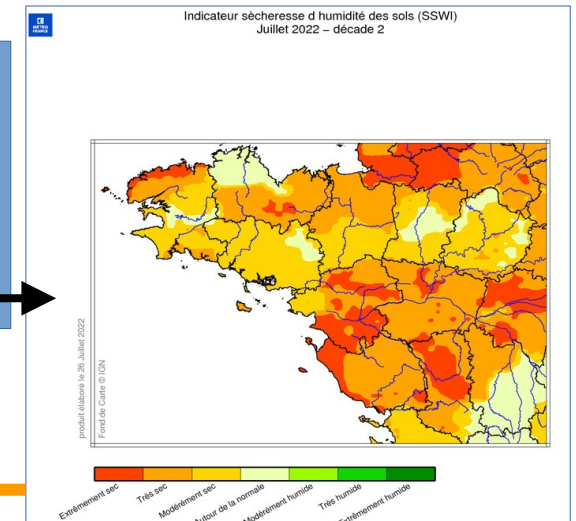 METEO
FRANCE
Indicateur sècheresse d humidité des sols (SSWI)
Juillet 2022 – décade 2
produit élaboré le 26 Juillet 2022
Fond de Carte © IGN
Extrêmement sec
Très sec
Modérément sec
Autour de la normale
Modérément humide
Très humide
Extrêmement humide